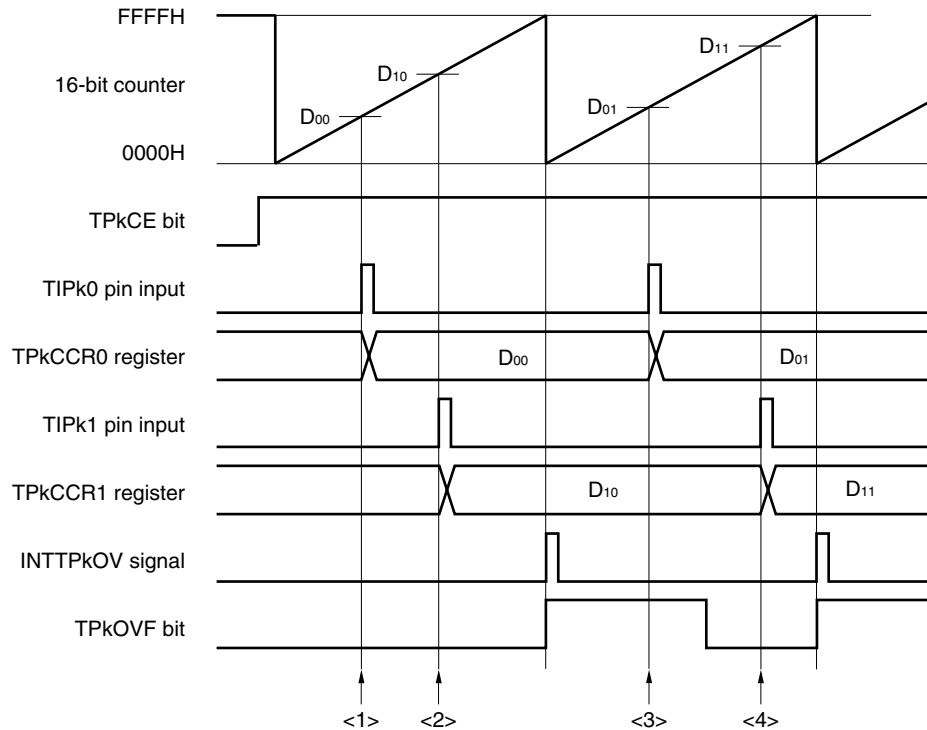 FFFFH
D11
D10
16-bit counter
D01
D00
0000H
TPkCE bit
TIPk0 pin input
TPkCCR0 register
D00
D01
TIPk1 pin input
TPkCCR1 register
D10
D11
INTTPkOV signal
TPkOVF bit
<1>
<2>
<3>
<4>